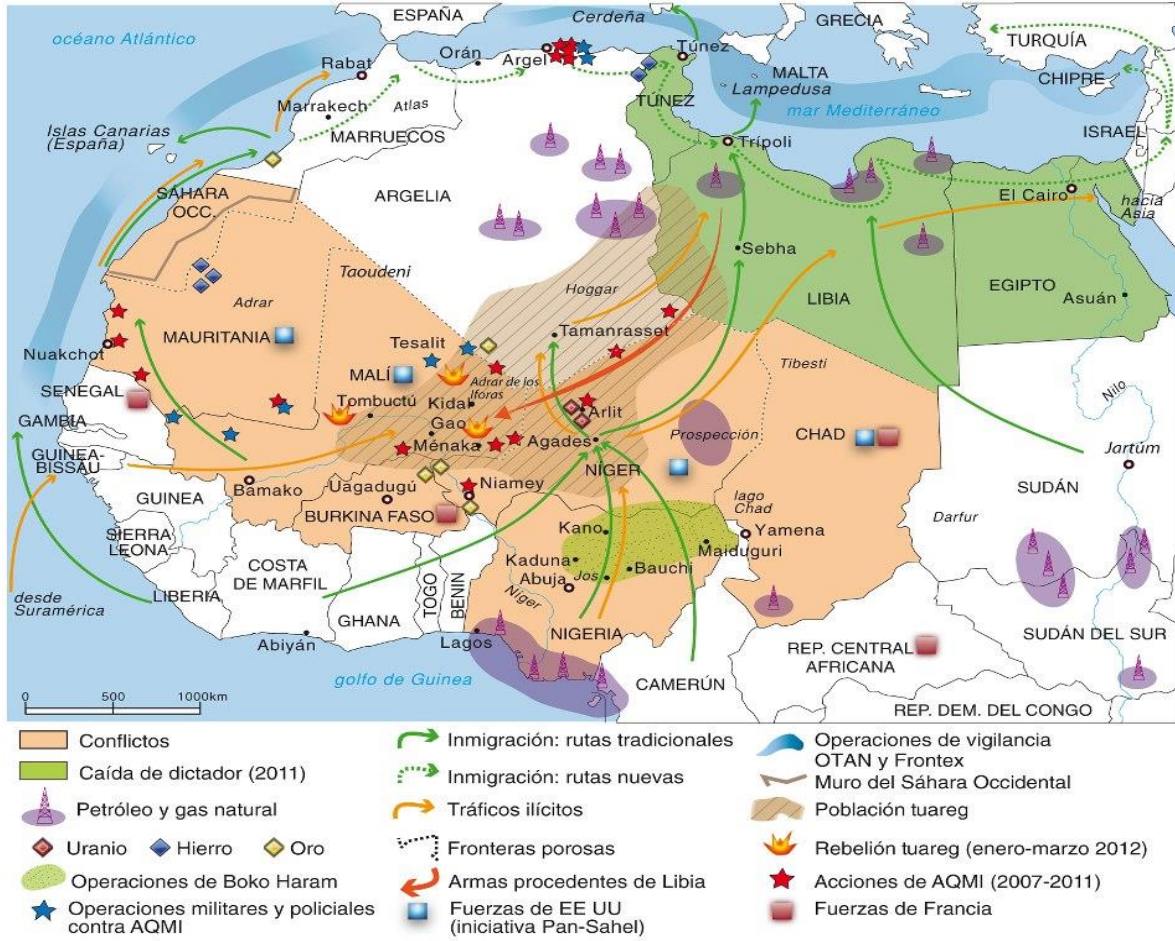 ESPAÑA
Cerdeña
GRECIA
TURQUÍA
océano Atlántico
Orán
Argel
Túnez
Rabat
MALTA
Lampedusa
CHIPRE
TÚNEZ
mar Mediterráneo
Marrakech
Atlas
MARRUECOS
Islas Canarias
(España)
Trípoli
ISRAEL
SÁHARA
OCC.
ARGELIA
El Cairo
hacia
Asia
Sebha
Taoudeni
Hoggar
LIBIA
EGIPTO
Asuán
Adrar
MAURITANIA
Tamanrasset
Tesalit
Tibesti
Nuakchot
MALÍ
Adrar de los
Iforas
SENEGAL
Tombuctú
Kidal
Arlit
Nilo
GAMBIA
Gao
Ménaka
Agades
Prospección
CHAD
GUINEA-
BISSAU
NÍGER
Jartum
Bamako
Uagadugú
Niamey
SUDÁN
GUINEA
BURKINA FASO
lago
Chad
Kano
Yamena
Darfur
SIERRA
LEONA
COSTA
DE MARFIL
Kaduna
Maiduguri
Abuja
Jos
Bauchi
desde
Suramérica
LIBERIA
GHANA
TOGO
BENIN
Niger
NIGERIA
Abiyán
Lagos
SUDÁN DEL SUR
REP. CENTRAL
AFRICANA
golfo de Guinea
CAMERÚN
REP. DEM. DEL CONGO
0 500 1000km
Conflictos
Caída de dictador (2011)
Petróleo y gas natural
Uranio Hierro Oro
Operaciones de Boko Haram
Operaciones militares y policiales
contra AQMI
Inmigración: rutas tradicionales
Inmigración: rutas nuevas
Tráficos ilícitos
Fronteras porosas
Armas procedentes de Libia
Fuerzas de EE UU
(iniciativa Pan-Sahel)
Operaciones de vigilancia
OTAN y Frontex
Muro del Sáhara Occidental
Población tuareg
Rebelión tuareg (enero-marzo 2012)
Acciones de AQMI (2007-2011)
Fuerzas de Francia